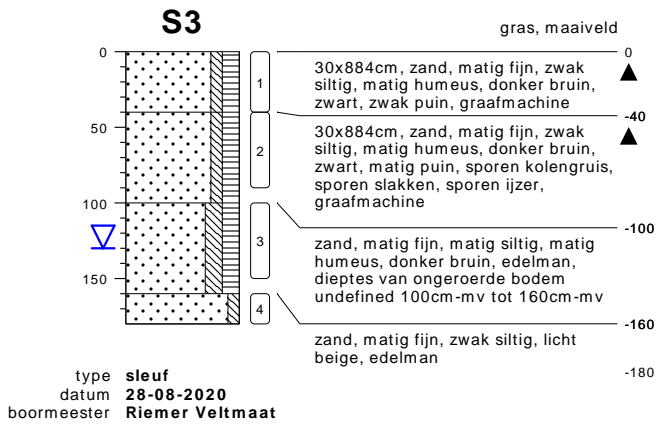 S3
gras, maaiveld
0
50
100
150
1
2
3
4
0
30x884cm, zand, matig fijn, zwak
siltig, matig humeus, donker bruin,
zwart, zwak puin, graafmachine
-40
30x884cm, zand, matig fijn, zwak
siltig, matig humeus, donker bruin,
zwart, matig puin, sporen kolengruis,
sporen slakken, sporen ijzer,
graafmachine
-100
zand, matig fijn, matig siltig, matig
humeus, donker bruin, edelman,
dieptes van ongeroerde bodem
undefined 100cm-mv tot 160cm-mv
-160
zand, matig fijn, zwak siltig, licht
beige, edelman
-180
type sleuf
datum 28-08-2020
boormeester Riemer Veltmaat